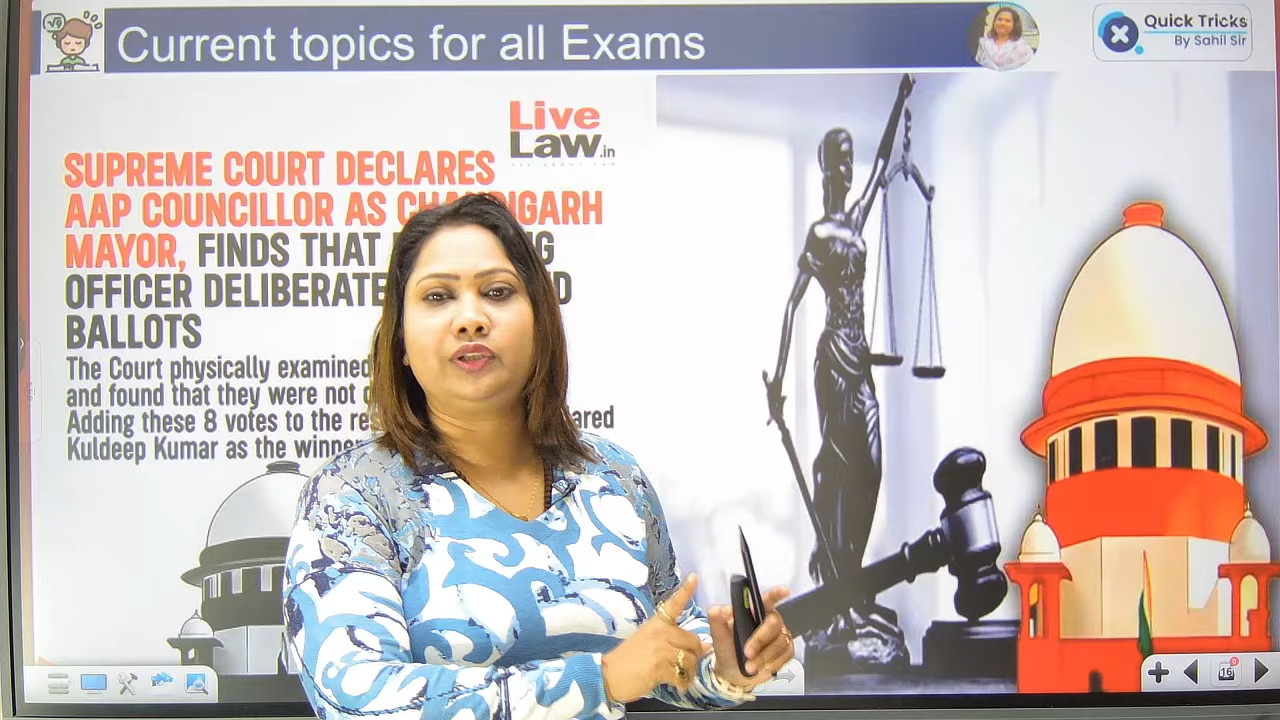 Current topics for all Exams
Quick Tricks
By Sahil Sir
Live
Law.in
SUPREME COURT DECLARES
AAP COUNCILLOR AS CHANDIGARH
MAYOR, FINDS THAT
OFFICER DELIBERATE
BALLOTS
The Court physically examined
and found that they were not
Adding these 8 votes to the
Kuldeep Kumar as the winner
16